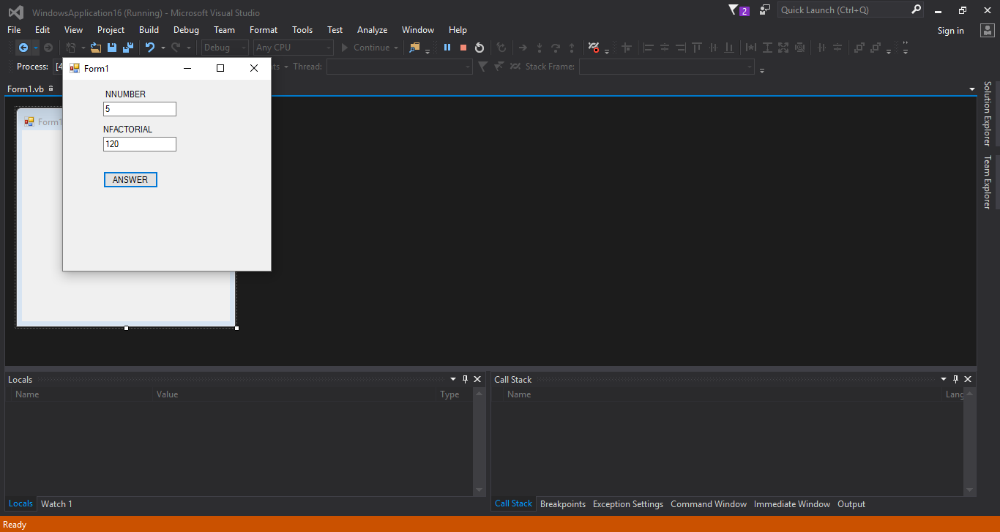 WindowsApplication16 (Running) - Microsoft Visual Studio
2
Quick Launch (Ctrl+Q)
File Edit View Project Build Debug Team Format Tools Test Analyze Window Help
Sign in
Debug Any CPU Continue
Process: [4 Thread: Stack Frame:
Form1
Form1.vb
NNUMBER
5
NFACTORIAL
120
ANSWER
Form1
Solution Explorer
Team Explorer
Locals
Name Value Type
Call Stack
Name Lang
Locals Watch 1
Call Stack Breakpoints Exception Settings Command Window Immediate Window Output
Ready